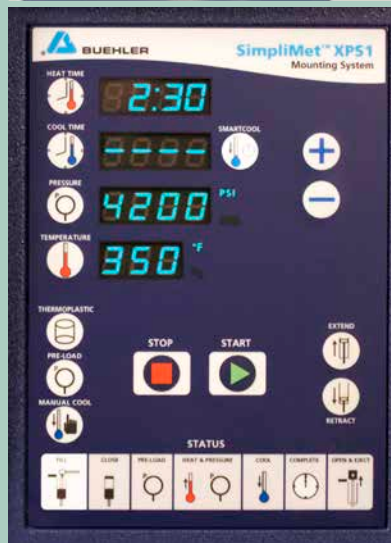 BUEHLER
SimpliMet™ XPS1
Mounting System
HEAT TIME
2:30
COOL TIME
----
SMARTCOOL
PRESSURE
4200 PSI
TEMPERATURE
350 °F
THERMOPLASTIC
PRE-LOAD
MANUAL COOL
STOP
START
EXTEND
RETRACT
STATUS
FILL
CLOSE
PRE-LOAD
HEAT & PRESSURE
COOL
COMPLETE
OPEN & EJECT